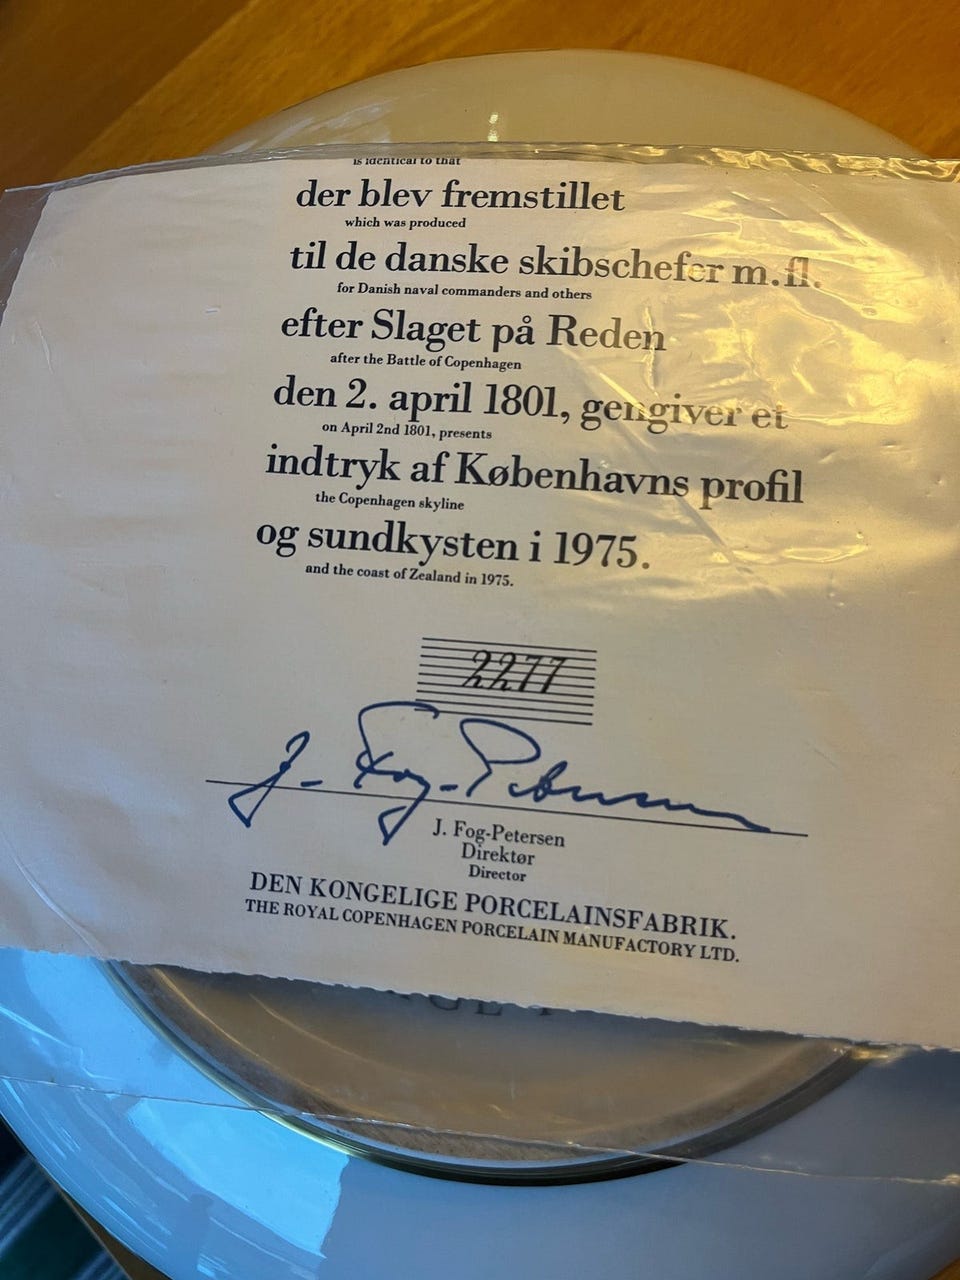 is identical to that
der blev fremstillet
which was produced
til de danske skibschefer m.fl.
for Danish naval commanders and others
efter Slaget på Reden
after the Battle of Copenhagen
den 2. april 1801, gengiver et
on April 2nd 1801, presents
indtryk af Københavns profil
the Copenhagen skyline
og sundkysten i 1975.
and the coast of Zealand in 1975.
2277
J. Fog-Petersen
J. Fog-Petersen
Direktør
Director
DEN KONGELIGE PORCELAINSFABRIK.
THE ROYAL COPENHAGEN PORCELAIN MANUFACTORY LTD.